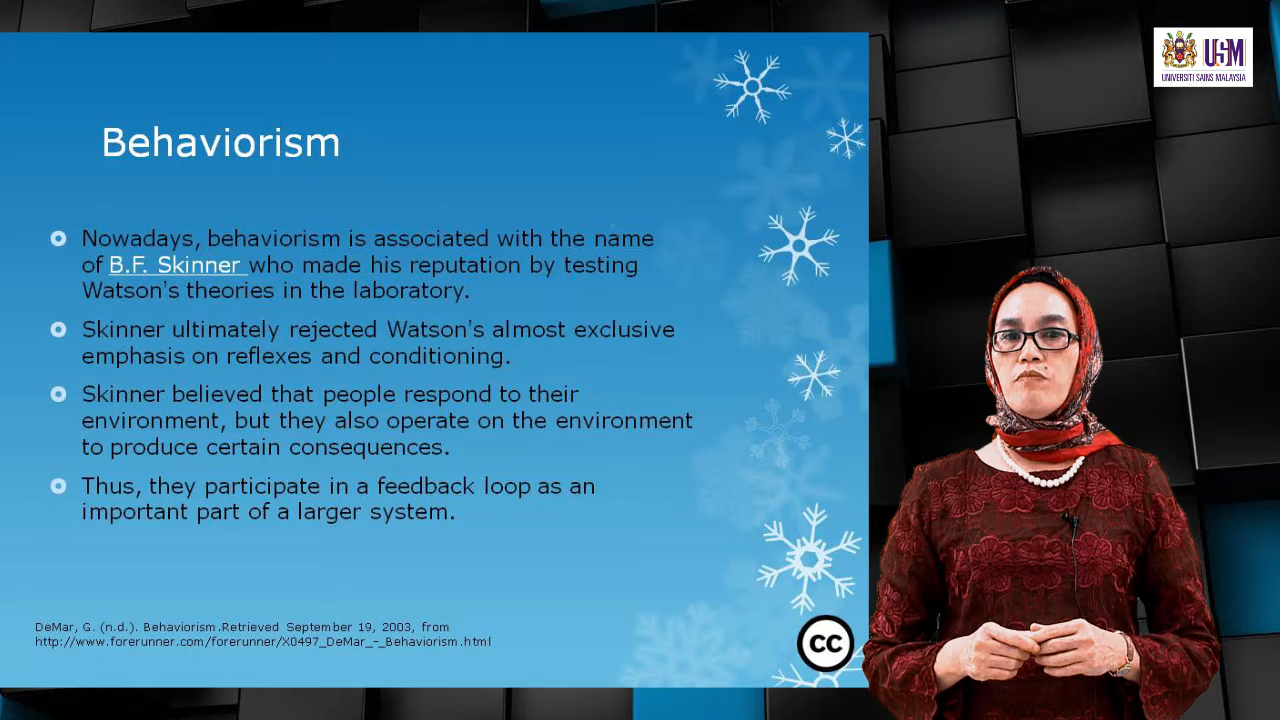 USM
UNIVERSITI SAINS MALAYSIA
Behaviorism
Nowadays, behaviorism is associated with the name
of B.F. Skinner who made his reputation by testing
Watson's theories in the laboratory.
Skinner ultimately rejected Watson's almost exclusive
emphasis on reflexes and conditioning.
Skinner believed that people respond to their
environment, but they also operate on the environment
to produce certain consequences.
Thus, they participate in a feedback loop as an
important part of a larger system.
DeMar, G. (n.d.). Behaviorism.Retrieved September 19, 2003, from
http://www.forerunner.com/forerunner/X0497_DeMar_-_Behaviorism.html
cc